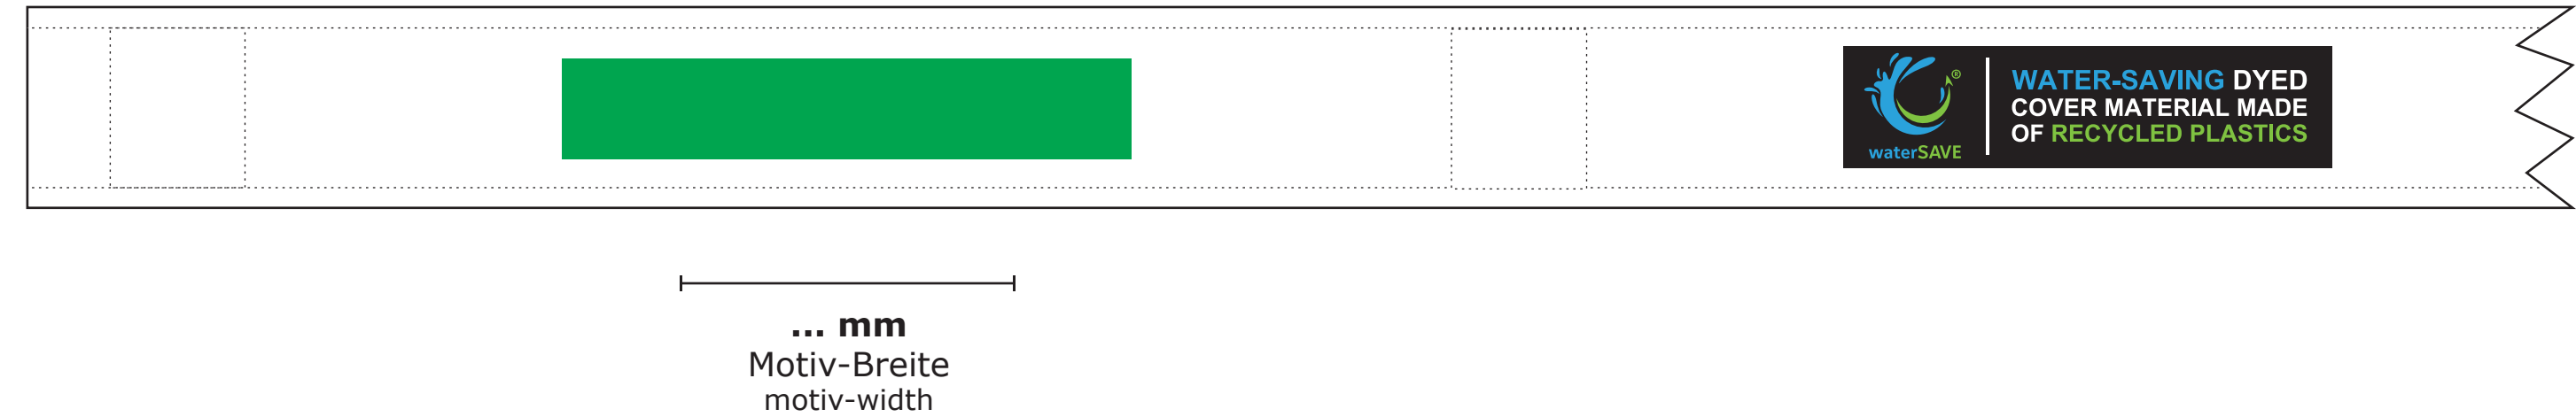 WATER-SAVING DYED
COVER MATERIAL MADE
OF RECYCLED PLASTICS
®
waterSAVE
... mm
Motiv-Breite
motiv-width